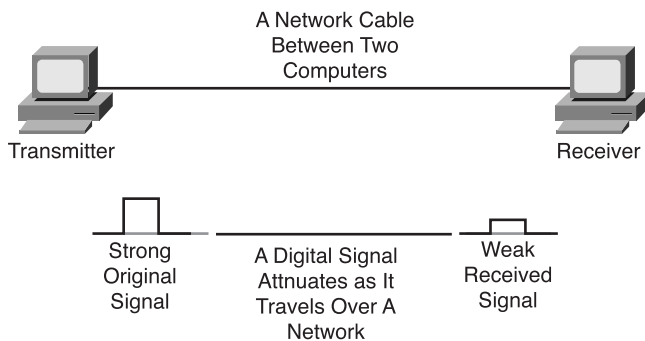 A Network Cable
Between Two
Computers
Transmitter
Receiver
Strong
Original
Signal
A Digital Signal
Attnuates as It
Travels Over A
Network
Weak
Received
Signal